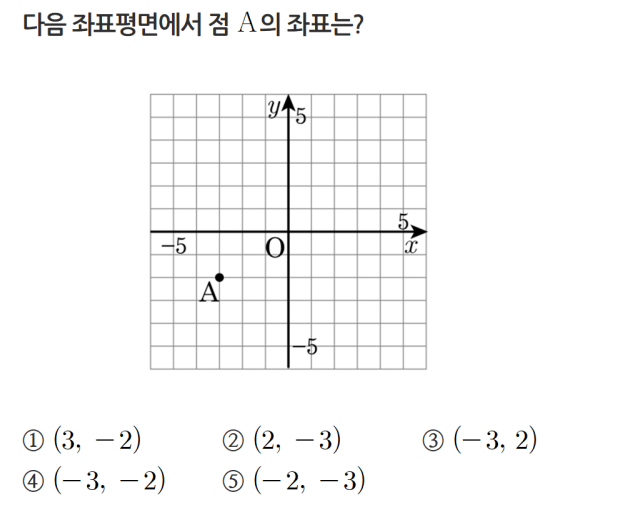 다음 좌표평면에서 점 A의 좌표는?
y 5
5
-5 O x
A
-5
① (3, -2) ② (2, -3) ③ (-3, 2)
④ (-3, -2) ⑤ (-2, -3)